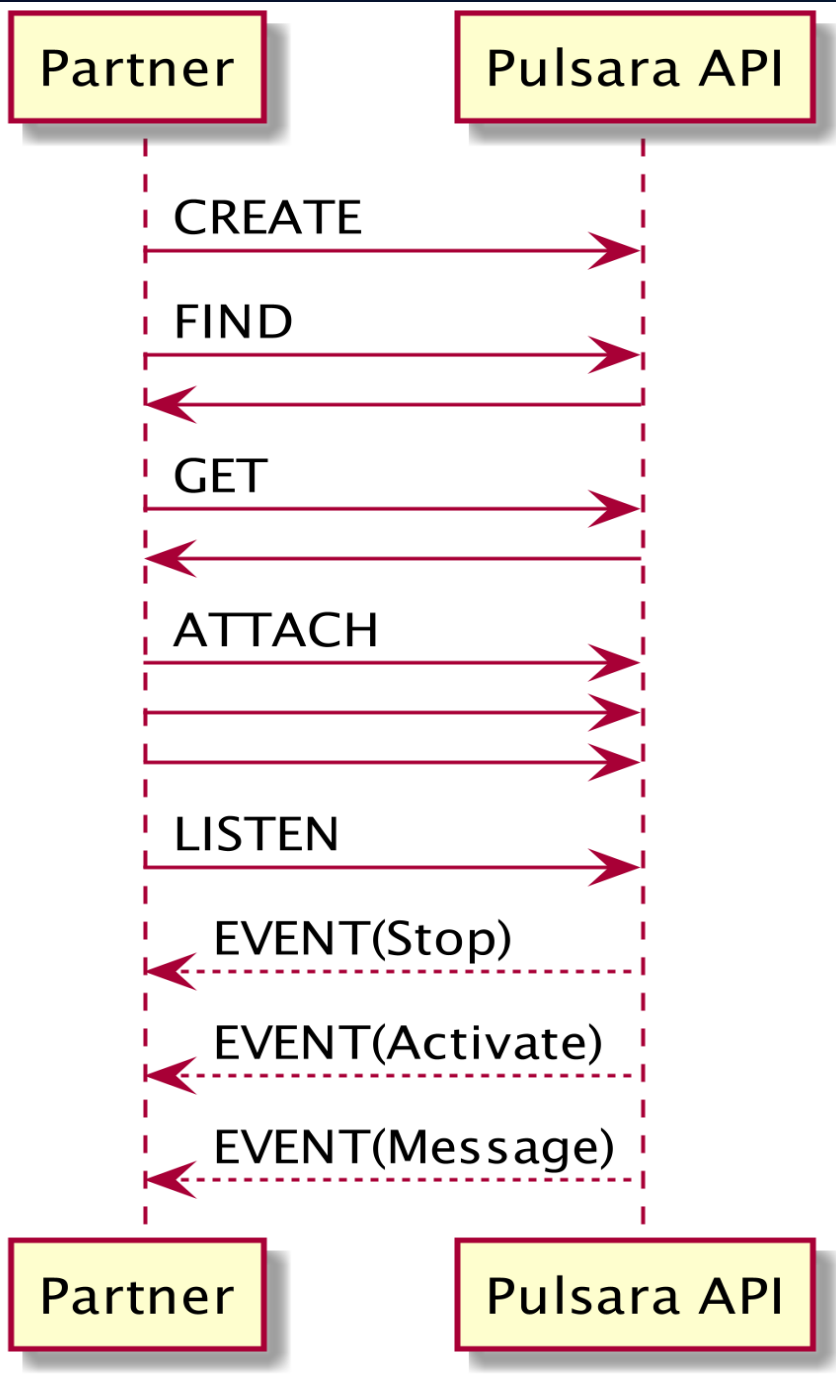 Partner
Pulsara API
CREATE
FIND
GET
ATTACH
LISTEN
EVENT(Stop)
EVENT(Activate)
EVENT(Message)
Partner
Pulsara API